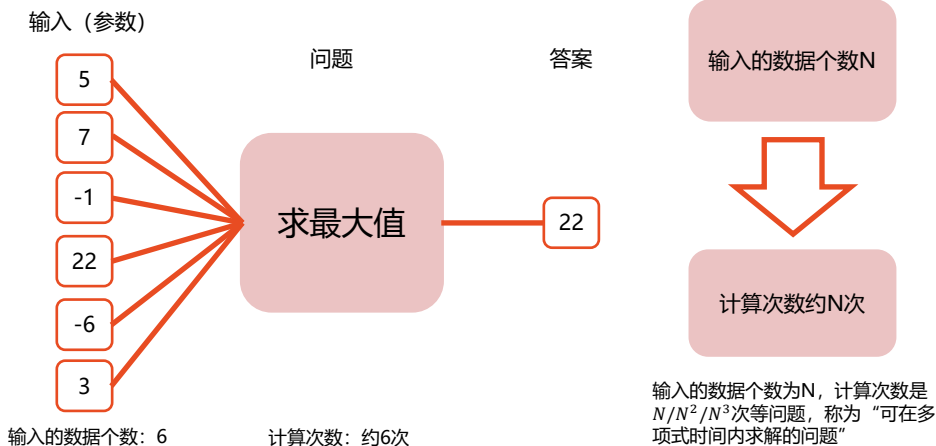 输入（参数）
问题
答案
5
7
-1
22
-6
3
求最大值
22
输入的数据个数：6
计算次数：约6次
输入的数据个数N
计算次数约N次
输入的数据个数为N，计算次数是
N/N²/N³次等问题，称为“可在多
项式时间内求解的问题”